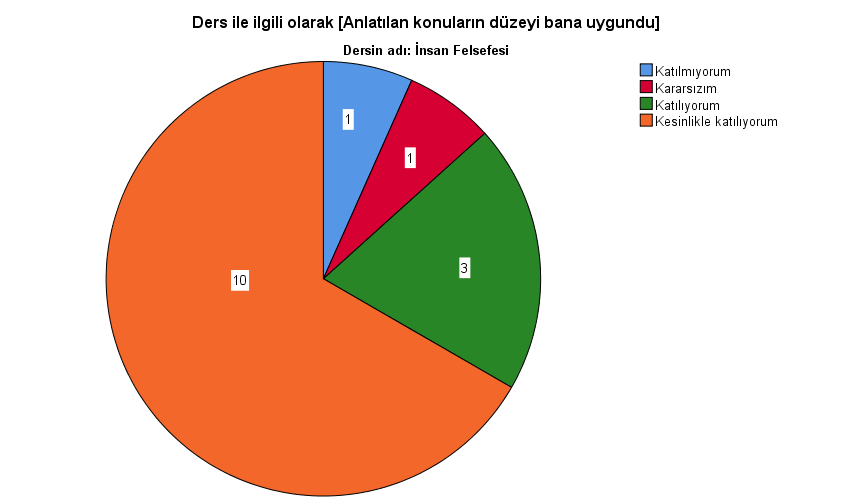 Ders ile ilgili olarak [Anlatılan konuların düzeyi bana uygundu]
Dersin adı: İnsan Felsefesi
Katılmıyorum
Kararsızım
Katılıyorum
Kesinlikle katılıyorum
1
1
3
10